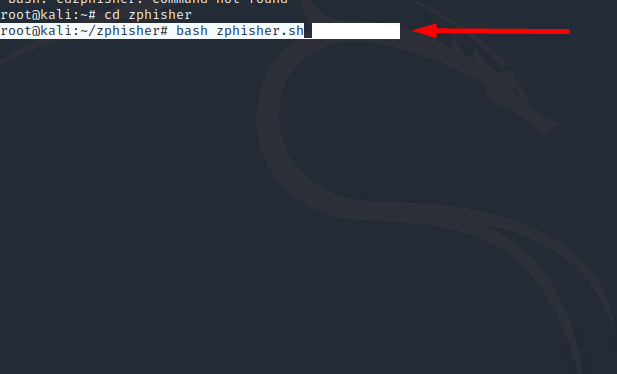 bash: cdzphisher: command not found
root@kali:~# cd zphisher
root@kali:~/zphisher# bash zphisher.sh